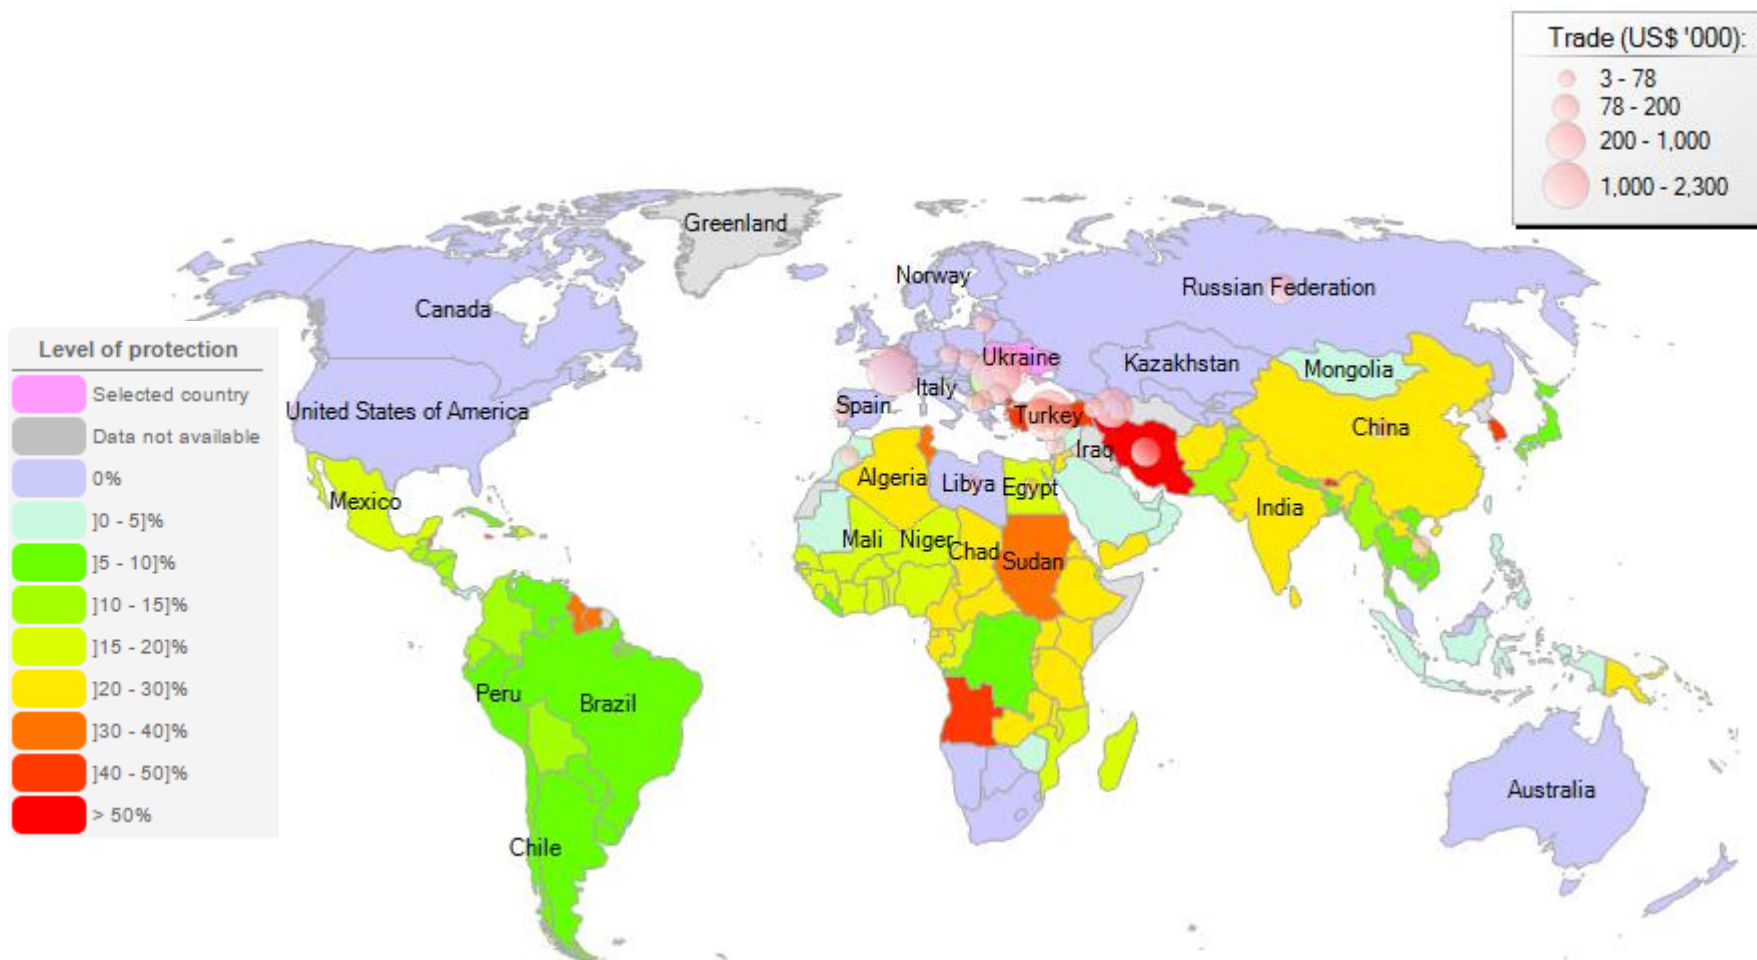 Trade (US$ '000):
3 - 78
78 - 200
200 - 1,000
1,000 - 2,300
Greenland
Norway
Russian Federation
Canada
Level of protection
Selected country
Data not available
0%
]0 - 5]%
]5 - 10]%
]10 - 15]%
]15 - 20]%
]20 - 30]%
]30 - 40]%
]40 - 50]%
> 50%
Ukraine
Kazakhstan
Mongolia
United States of America
Spain
Italy
Turkey
China
Iraq
Algeria
Libya
Egypt
Mexico
India
Mali
Niger
Chad
Sudan
Peru
Brazil
Australia
Chile